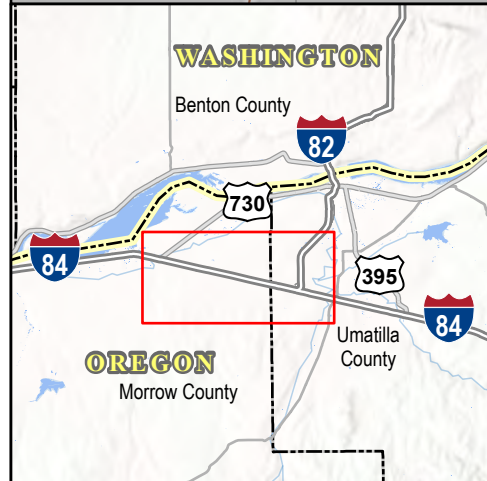 WASHINGTON
Benton County
82
730
84
395
84
Umatilla
County
OREGON
Morrow County